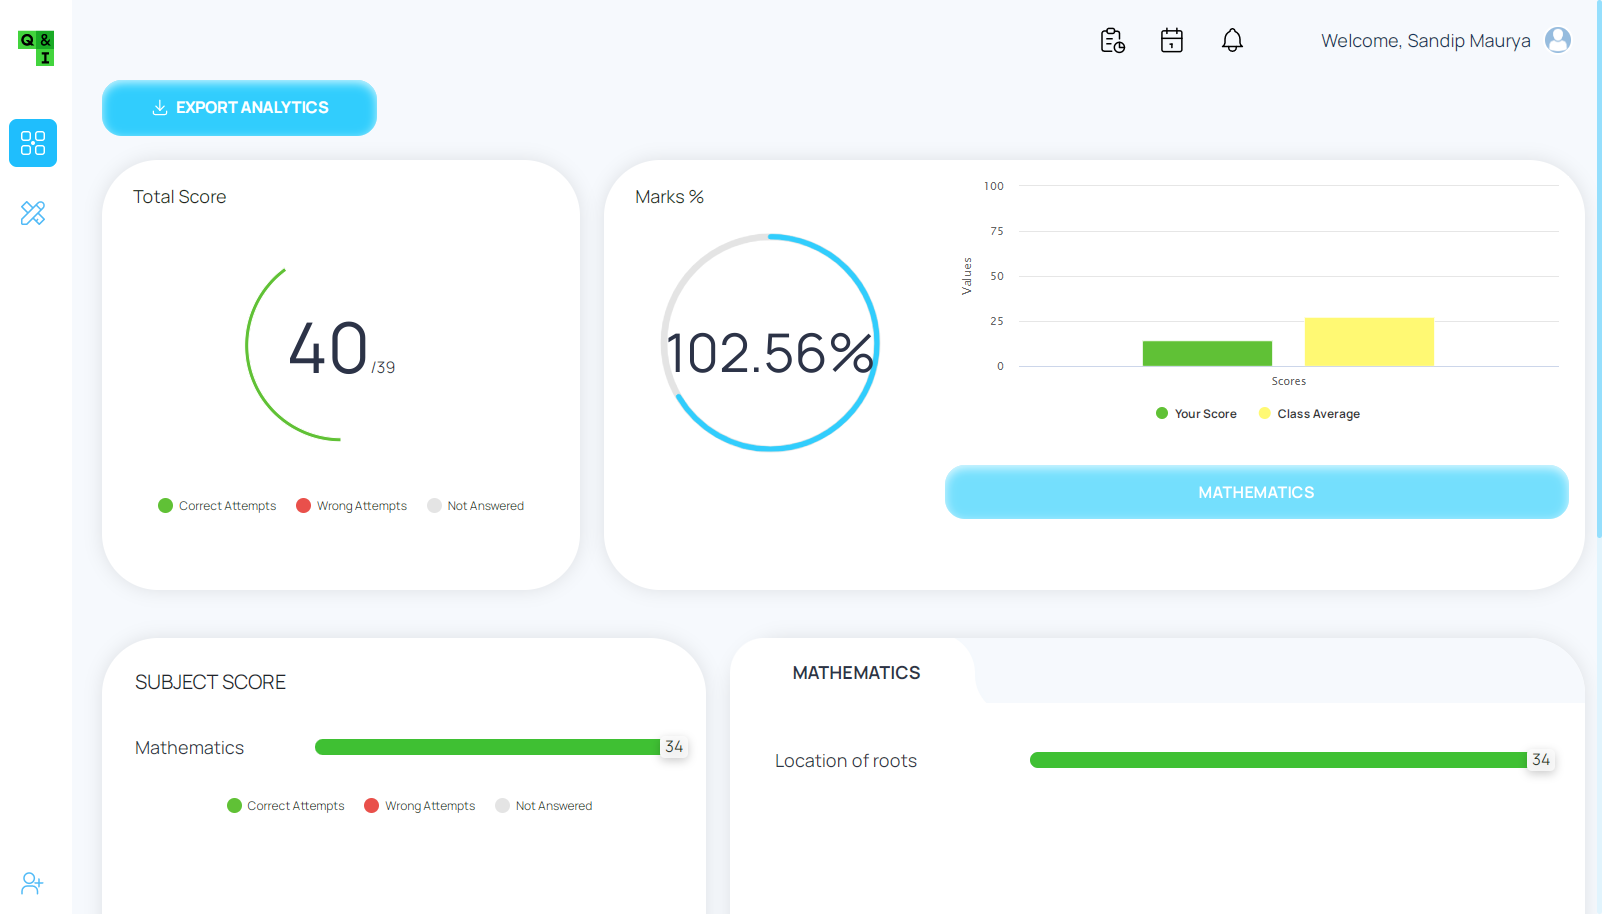 Q &
I
Welcome, Sandip Maurya
EXPORT ANALYTICS
Total Score
40/39
Correct Attempts
Wrong Attempts
Not Answered
Marks %
102.56%
100
75
50
25
0
Values
Scores
Your Score
Class Average
MATHEMATICS
SUBJECT SCORE
Mathematics
34
Correct Attempts
Wrong Attempts
Not Answered
MATHEMATICS
Location of roots
34